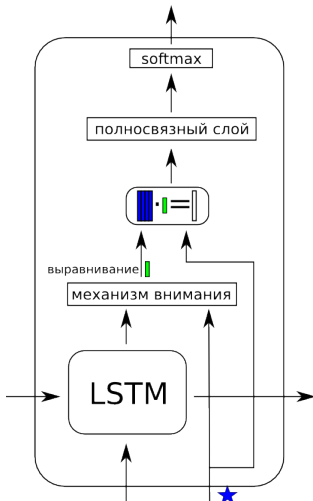 softmax
полносвязный слой
выравнивание
механизм внимания
LSTM